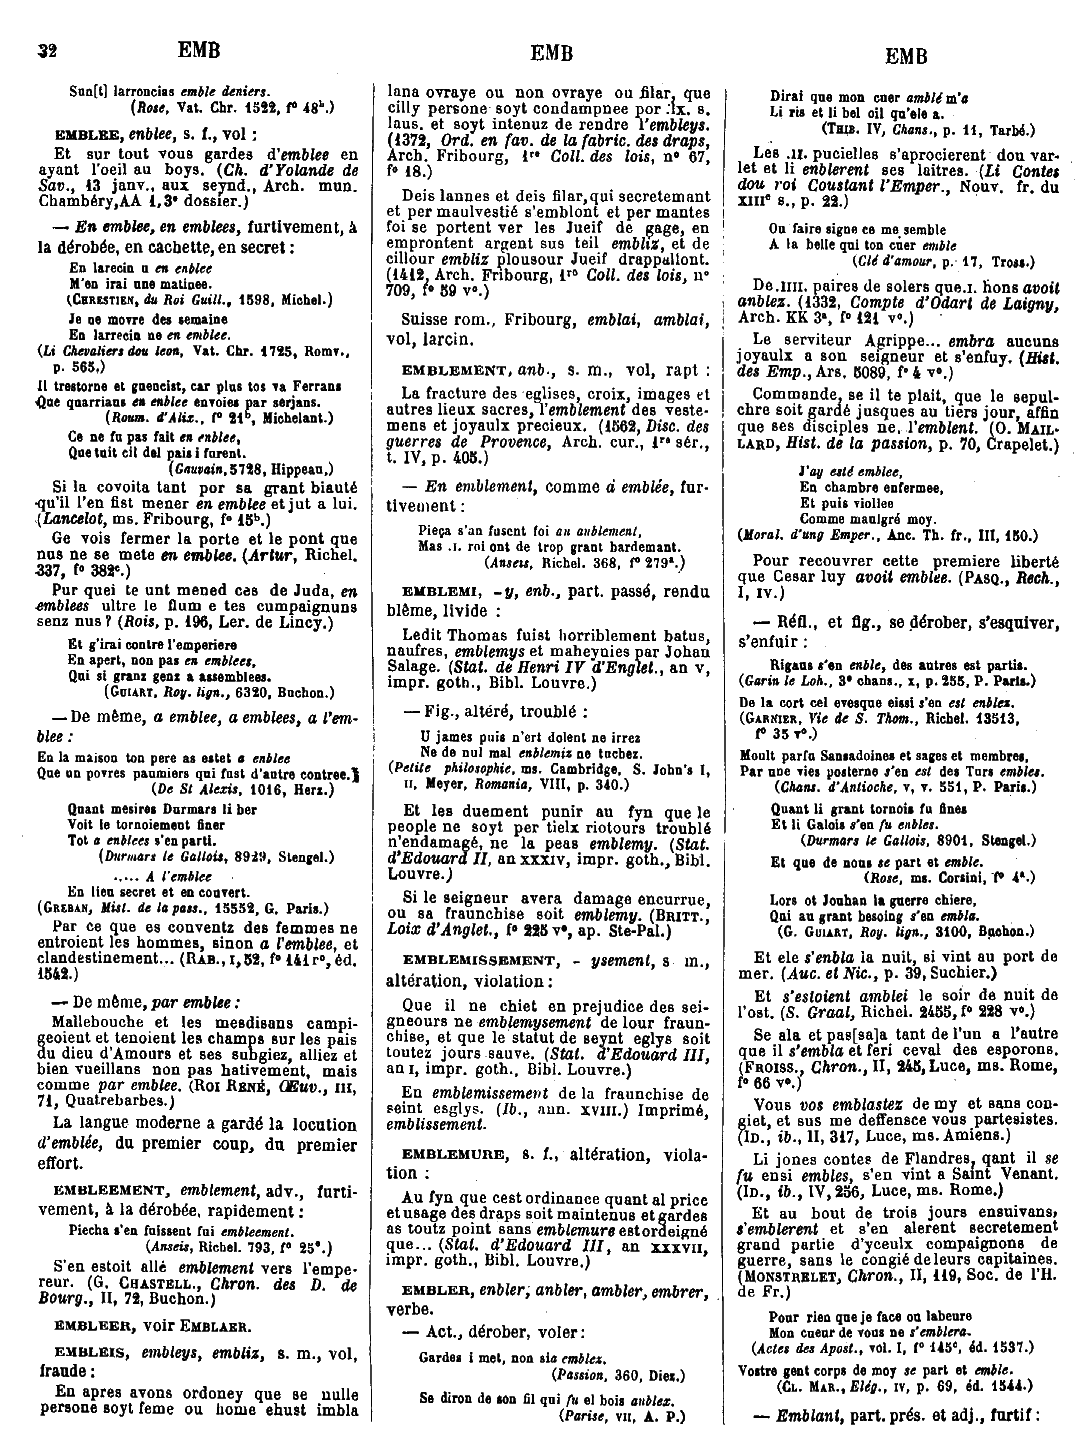 32 EMB
EMB
EMB
Sun[t] larroncias emble deniers.
(Rose, Vat. Chr. 1522, f° 48b.)
EMBLEE, enblee, s. f., vol :
Et sur tout vous gardes d'emblee en
ayant l'oeil au boys. (Ch. d'Yolande de
Sav., 13 janv., aux seynd., Arch. mun.
Chambéry, AA 1, 3e dossier.)
— En emblee, en emblees, furtivement, à
la dérobée, en cachette, en secret :
En larecin u en enblee
M'en irai une matinee.
(CHRESTIEN, du Roi Guill., 1598, Michel.)
Je ne movre des semaine
En larrecin ne en emblee.
(Li Chevaliers dou leon, Vat. Chr. 1725, Romv.,
p. 565.)
Il trestorne et guencist, car plus tos va Ferrans
Que quarrians en enblee envoies par serjans.
(Roum. d'Alix., f° 21b, Michelant.)
Ce ne fu pas fait en enblee,
Que tuit cil del pais i furent.
(Gauvain, 5728, Hippeau.)
Si la covoita tant por sa grant biauté
qu'il l'en fist mener en emblee et jut a lui.
(Lancelot, ms. Fribourg, f° 15b.)
Ge vois fermer la porte et le pont que
nus ne se mete en emblee. (Artur, Richel.
337, f° 382c.)
Pur quei te unt mened ces de Juda, en
emblees ultre le flum e tes cumpaignuns
senz nus ? (Rois, p. 196, Ler. de Lincy.)
Et g'irai contre l'emperiere
En apert, non pas en emblees,
Qui si granz genz a assemblees.
(GUIART, Roy. lign., 6320, Buchon.)
— De même, a emblee, a emblees, a l'em-
blee :
En la maison ton pere as estet a enblee
Que un povres paumiers qui fust d'autre contree.
(De St Alexis, 1016, Herz.)
Quant mesires Durmars li ber
Voit le tornoiement finer
Tot a enblees s'en parti.
(Durmars le Gallois, 8929, Stengel.)
..... A l'emblee
En lieu secret et en couvert.
(GREBAN, Mist. de la pass., 15552, G. Paris.)
Par ce que es conventz des femmes ne
entroient les hommes, sinon a l'emblee, et
clandestinement... (RAB., I, 52, f° 141 r°, éd.
1542.)
— De même, par emblee :
Mallebouche et les mesdisans campi-
geoient et tenoient les champs sur les païs
du dieu d'Amours et ses subgiez, alliez et
bien vueillans non pas hativement, mais
comme par emblee. (ROI RENÉ, Œuv., III,
71, Quatrebarbes.)
La langue moderne a gardé la locution
d'emblée, du premier coup, du premier
effort.
EMBLEEMENT, emblement, adv., furti-
vement, à la dérobée, rapidement :
Piecha s'en fuissent fui embleement.
(Anseis, Richel. 793, f° 25a.)
S'en estoit allé emblement vers l'empe-
reur. (G. CHASTELL., Chron. des D. de
Bourg., II, 72, Buchon.)
EMBLEER, voir EMBLAER.
EMBLEIS, embleys, embliz, s. m., vol,
fraude :
En apres avons ordoney que se nulle
persone soyt feme ou home ehust imbla
lana ovraye ou non ovraye ou filar, que
cilly persone soyt condampnee por .lx. s.
laus. et soyt intenuz de rendre l'embleys.
(1372, Ord. en fav. de la fabric. des draps,
Arch. Fribourg, 1re Coll. des lois, n° 67,
f° 18.)
Deis lannes et deis filar, qui secretemant
et per maulvestié s'emblont et per mantes
foi se portent ver les Jueif de gage, en
emprontent argent sus teil embliz, et de
cillour embliz plousour Jueif drappallont.
(1412, Arch. Fribourg, 1re Coll. des lois, n°
709, f° 59 v°.)
Suisse rom., Fribourg, emblai, amblai,
vol, larcin.
EMBLEMENT, anb., s. m., vol, rapt :
La fracture des eglises, croix, images et
autres lieux sacres, l'emblement des veste-
mens et joyaulx precieux. (1562, Disc. des
guerres de Provence, Arch. cur., 1re sér.,
t. IV, p. 405.)
— En emblement, comme à emblée, fur-
tivement :
Pieça s'an fusent foi an anblement,
Mas .I. roi ont de trop grant hardemant.
(Anseis, Richel. 368, f° 279a.)
EMBLEMI, -y, enb., part. passé, rendu
blême, livide :
Ledit Thomas fuist horriblement batus,
naufres, emblemys et maheynies par Johan
Salage. (Stat. de Henri IV d'Englet., an V,
impr. goth., Bibl. Louvre.)
— Fig., altéré, troublé :
U james puis n'ert dolent ne irrez
Ne de nul mal enblemiz ne tuchez.
(Petite philosophie, ms. Cambridge, S. John's I,
II, Meyer, Romania, VIII, p. 340.)
Et les duement punir au fyn que le
people ne soyt per tielx riotours troublé
n'endamagé, ne la peas emblemy. (Stat.
d'Edouard II, an XXXIV, impr. goth., Bibl.
Louvre.)
Si le seigneur avera damage encurrue,
ou sa fraunchise soit emblemy. (BRITT.,
Loix d'Anglet., f° 225 v°, ap. Ste-Pal.)
EMBLEMISSEMENT, - ysement, s. m.,
altération, violation :
Que il ne chiet en prejudice des sei-
gneours ne emblemysement de lour fraun-
chise, et que le statut de seynt eglys soit
toutez jours sauve. (Stat. d'Edouard III,
an I, impr. goth., Bibl. Louvre.)
En emblemissement de la fraunchise de
seint esglys. (Ib., ann. XVIII.) Imprimé,
emblissement.
EMBLEMURE, s. f., altération, viola-
tion :
Au fyn que cest ordinance quant al price
et usage des draps soit maintenus et gardes
as toutz point sans emblemure est ordeigné
que... (Stat. d'Edouard III, an XXXVII,
impr. goth., Bibl. Louvre.)
EMBLER, enbler, anbler, ambler, embrer,
verbe.
— Act., dérober, voler :
Gardes i met, non sia emblez.
(Passion, 360, Diez.)
Se diron de son fil qui fu el bois anblez.
(Parise, VII, A. P.)
Dirai que mon cuer amblé m'a
Li ris et li bel oil qu'ele a.
(THIB. IV, Chans., p. 11, Tarbé.)
Les .II. pucielles s'aprocierent dou var-
let et li enblerent ses laitres. (Li Contes
dou roi Coustant l'Emper., Nouv. fr. du
XIIIe s., p. 22.)
On faire signe ce me semble
A la belle qui ton cuer emble
(Clé d'amour, p. 17, Tross.)
De .IIII. paires de solers que .I. hons avoit
anblez. (1332, Compte d'Odart de Laigny,
Arch. KK 3a, f° 121 v°.)
Le serviteur Agrippe... embra aucuns
joyaulx a son seigneur et s'enfuy. (Hist.
des Emp., Ars. 5089, f° 4 v°.)
Commande, se il te plait, que le sepul-
chre soit gardé jusques au tiers jour, affin
que ses disciples ne l'emblent. (O. MAIL-
LARD, Hist. de la passion, p. 70, Crapelet.)
J'ay esté emblee,
En chambre enfermee,
Et puis viollee
Comme maulgré moy.
(Moral. d'ung Emper., Anc. Th. fr., III, 150.)
Pour recouvrer cette premiere liberté
que Cesar luy avoit emblee. (PASQ., Rech.,
I, IV.)
— Réfl., et fig., se dérober, s'esquiver,
s'enfuir :
Rigaus s'en enble, des autres est partis.
(Garin le Loh., 3e chans., X, p. 255, P. Paris.)
De la cort cel evesque eissi s'en est enblez.
(GARNIER, Vie de S. Thom., Richel. 13513,
f° 35 v°.)
Moult parfu Sansadoines et sages et membres,
Par une vies posterne s'en est des Turs embles.
(Chans. d'Antioche, V, v. 551, P. Paris.)
Quant li grant tornois fu fines
Et li Galois s'en fu enbles.
(Durmars le Gallois, 8901, Stengel.)
Et que de nous se part et emble.
(Rose, ms. Corsini, f° 4a.)
Lors ot Jouhan la guerre chiere,
Qui au grant besoing s'en embla.
(G. GUIART, Roy. lign., 3100, Buchon.)
Et ele s'enbla la nuit, si vint au port de
mer. (Auc. et Nic., p. 39, Suchier.)
Et s'estoient amblei le soir de nuit de
l'ost. (S. Graal, Richel. 2455, f° 228 v°.)
Se ala et pas[sa]a tant de l'un a l'autre
que il s'embla et feri ceval des esporons.
(FROISS., Chron., II, 245, Luce, ms. Rome,
f° 66 v°.)
Vous vos emblastez de my et sans con-
giet, et sus me deffensce vous partesistes.
(ID., ib., II, 317, Luce, ms. Amiens.)
Li jones contes de Flandres, qant il se
fu ensi embles, s'en vint a Saint Venant.
(ID., ib., IV, 256, Luce, ms. Rome.)
Et au bout de trois jours ensuivans,
s'emblerent et s'en alerent secretement
grand partie d'yceulx compaignons de
guerre, sans le congié de leurs capitaines.
(MONSTRELET, Chron., II, 119, Soc. de l'H.
de Fr.)
Pour rien que je face ou labeure
Mon cueur de vous ne s'emblera.
(Actes des Apost., vol. I, f° 145c, éd. 1537.)
Vostre gent corps de moy se part et emble.
(CL. MAR., Elég., IV, p. 69, éd. 1544.)
— Emblant, part. prés. et adj., furtif :